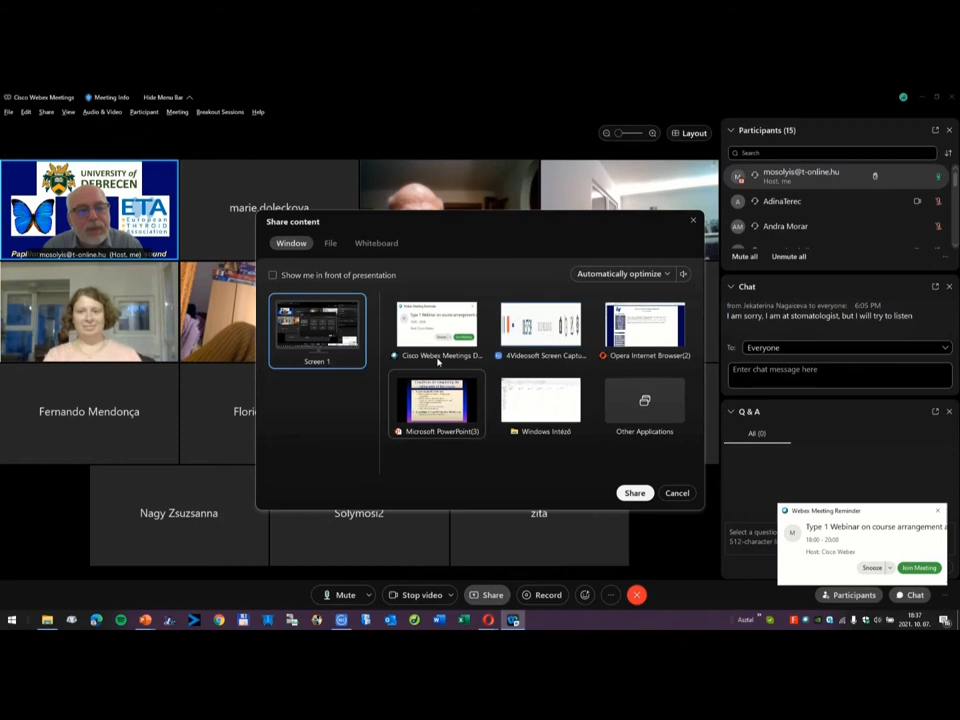 Cisco Webex Meetings
Meeting Info
Hide Menu Bar
File
Edit
Share
View
Audio & Video
Participant
Meeting
Breakout Sessions
Help
Layout
UNIVERSITY of
DEBRECEN
ETA
European
THYROID
Association
mosolyis@t-online.hu (Host, me)
marie.doleckova
Fernando Mendonça
Nagy Zsuzsanna
Solymosi2
zita
Share content
Window
File
Whiteboard
Show me in front of presentation
Automatically optimize
Screen 1
Cisco Webex Meetings D...
4Videosoft Screen Captu...
Opera Internet Browser(2)
Microsoft PowerPoint(3)
Windows Intéző
Other Applications
Share
Cancel
Participants (15)
Search
mosolyis@t-online.hu
Host, me
A AdinaTerec
AM Andra Morar
Mute all
Unmute all
Chat
from Jekaterina Nagaiceva to everyone: 6:05 PM
I am sorry, I am at stomatologist, but I will try to listen
To: Everyone
Enter chat message here
Q & A
All (0)
Select a questio
512-character li
Webex Meeting Reminder
M
Type 1 Webinar on course arrangement a
18:00 - 20:00
Host: Cisco Webex
Snooze
Join Meeting
Mute
Stop video
Share
Record
Participants
Chat
Asztal
18:37
2021. 10. 07.